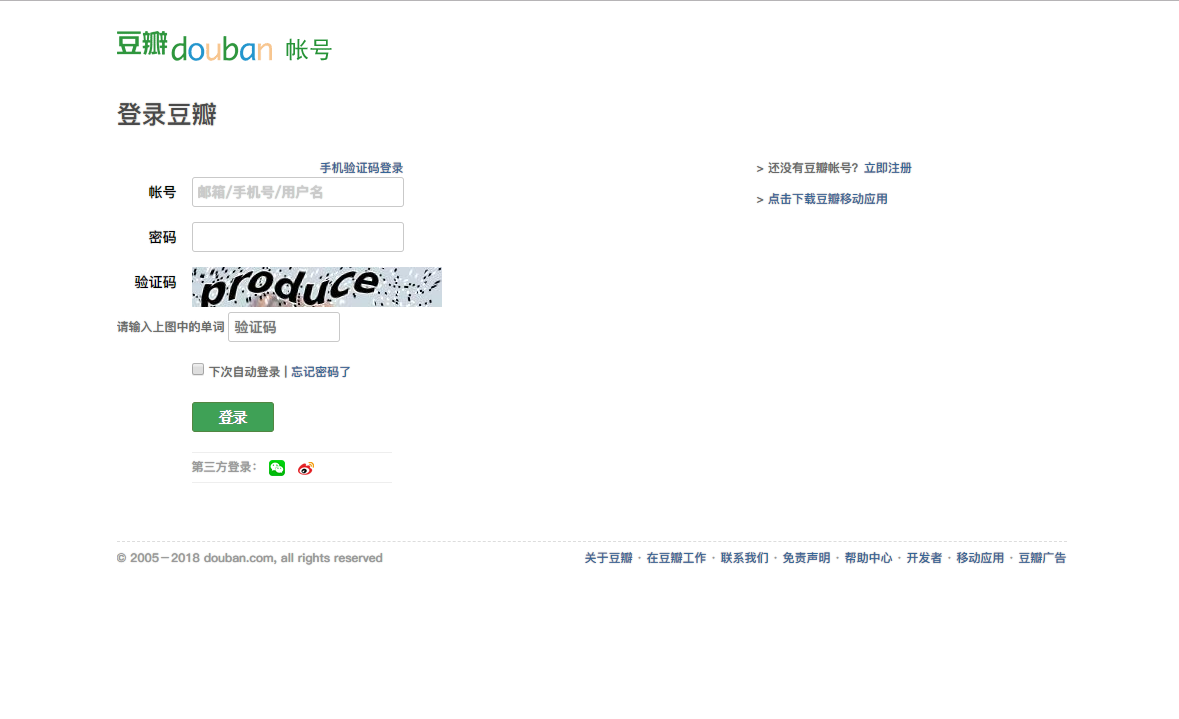 豆瓣douban 帐号
登录豆瓣
手机验证码登录
帐号 邮箱/手机号/用户名
密码
验证码 produce
请输入上图中的单词 验证码
下次自动登录 | 忘记密码了
登录
第三方登录：
> 还没有豆瓣帐号？立即注册
> 点击下载豆瓣移动应用
© 2005－2018 douban.com, all rights reserved
关于豆瓣 · 在豆瓣工作 · 联系我们 · 免责声明 · 帮助中心 · 开发者 · 移动应用 · 豆瓣广告